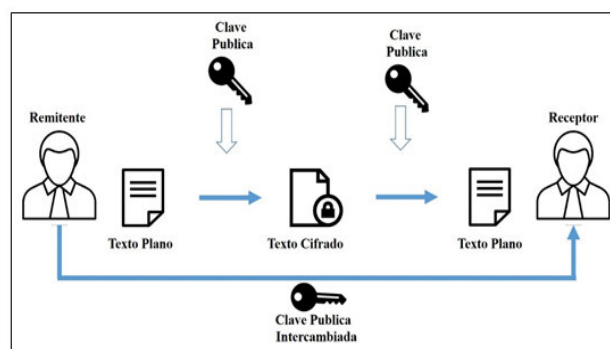 Clave
Publica
Clave
Publica
Remitente
Receptor
Texto Plano
Texto Cifrado
Texto Plano
Clave Publica
Intercambiada